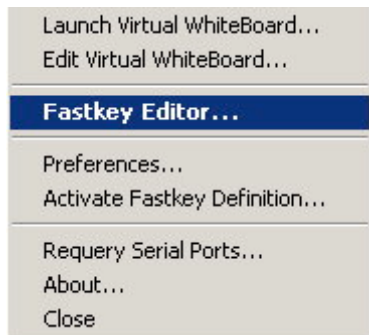 Launch Virtual WhiteBoard...
Edit Virtual WhiteBoard...
Fastkey Editor...
Preferences...
Activate Fastkey Definition...
Requery Serial Ports...
About...
Close